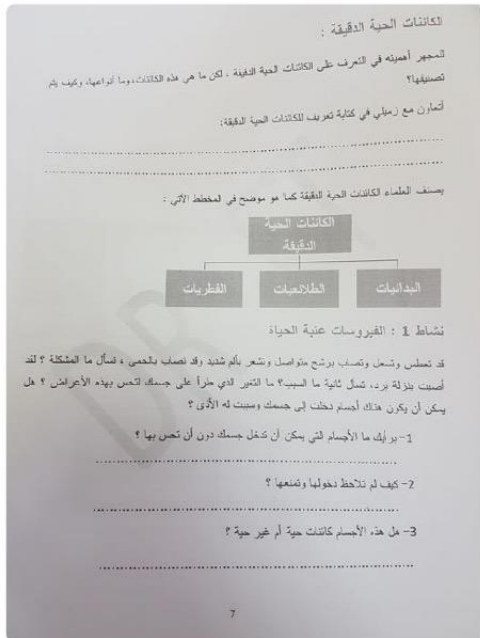 الكائنات الحية الدقيقة :
للمجهر أهميته في التعرف على الكائنات الحية الدقيقة ، لكن ما هي هذه الكائنات، وما أنواعها، وكيف يتم
تصنيفها؟
أتعاون مع زميلي في كتابة تعريف للكائنات الحية الدقيقة:
يصنف العلماء الكائنات الحية الدقيقة كما هو موضح في المخطط الآتي :
الكائنات الحية
الدقيقة
البدائيات الطلائعيات الفطريات
نشاط 1 : الفيروسات عتبة الحياة
قد تعطس وتسعل وتصاب برشح متواصل وتشعر بألم شديد وقد تصاب بالحمى ، تسأل ما المشكلة ؟ لقد
أصبت بنزلة برد، تسأل ثانية ما السبب؟ ما التغير الذي طرأ على جسمك لتحس بهذه الأعراض ؟ هل
يمكن أن يكون هناك أجسام دخلت إلى جسمك وسببت له الأذى ؟
1- برأيك ما الأجسام التي يمكن أن تدخل جسمك دون أن تحس بها ؟
2- كيف لم تلاحظ دخولها وتمنعها ؟
3- هل هذه الأجسام كائنات حية أم غير حية ؟
DR
7